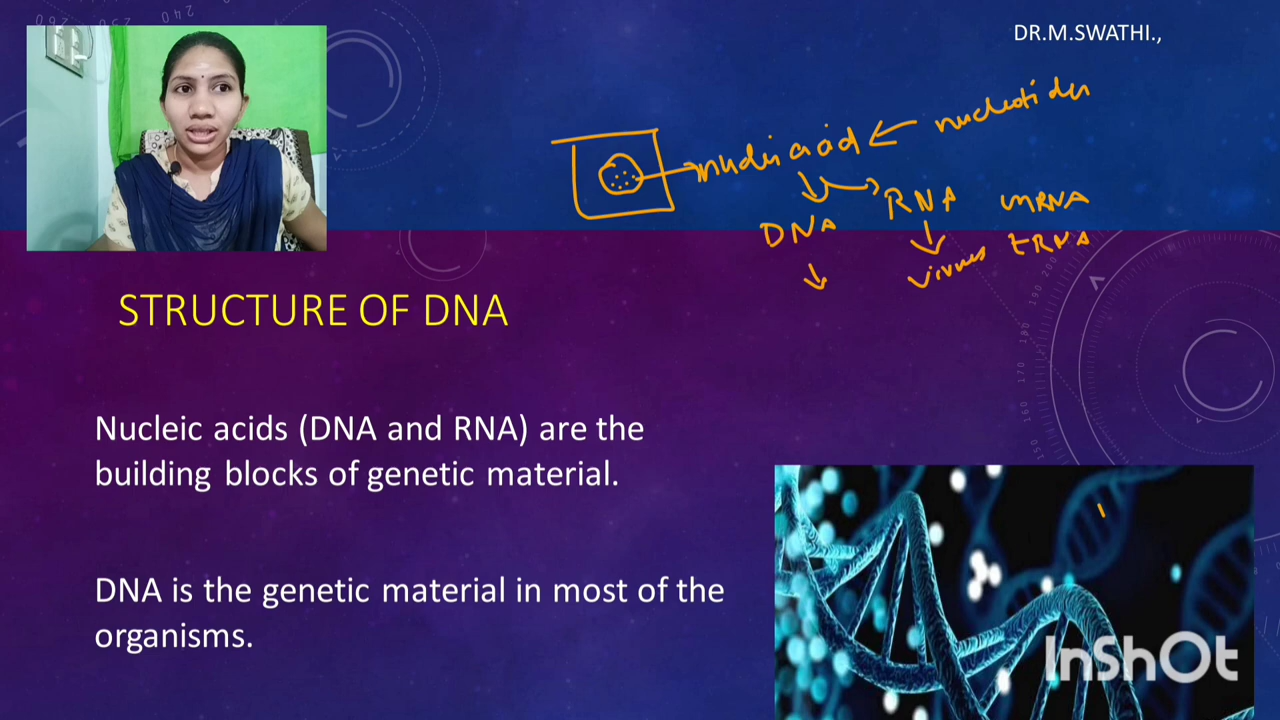 DR.M.SWATHI.,
nucleic acid ← nucleotides
DNA RNA mRNA
viruses tRNA
STRUCTURE OF DNA
Nucleic acids (DNA and RNA) are the
building blocks of genetic material.
DNA is the genetic material in most of the
organisms.
InShOt